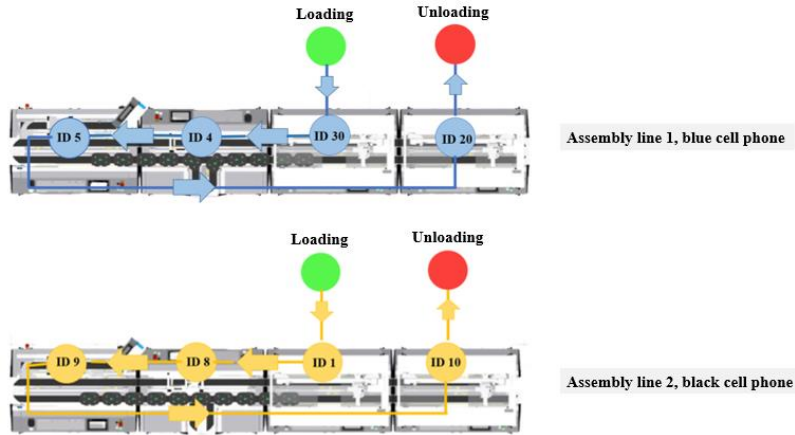 Loading
Unloading
ID 5
ID 4
ID 30
ID 20
Assembly line 1, blue cell phone
Loading
Unloading
ID 9
ID 8
ID 1
ID 10
Assembly line 2, black cell phone